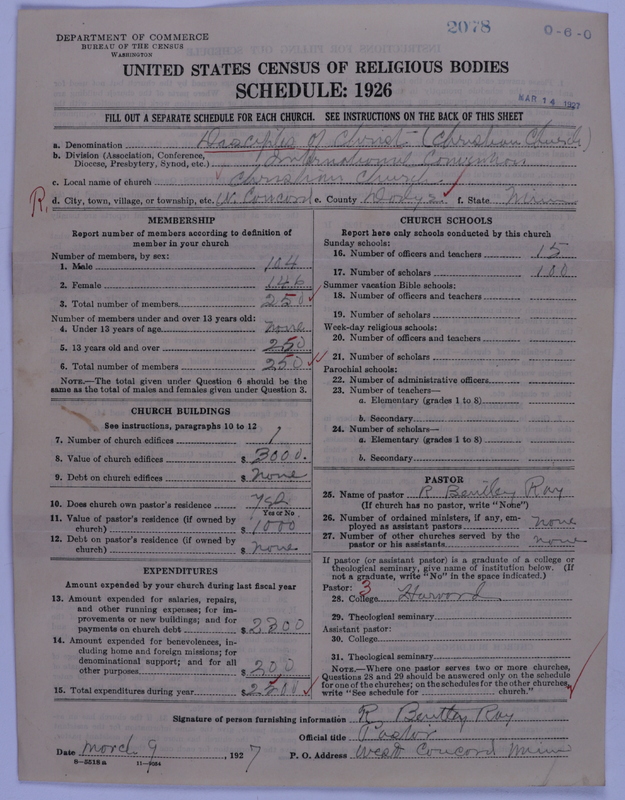 2078
0-6-0
DEPARTMENT OF COMMERCE
BUREAU OF THE CENSUS
WASHINGTON
UNITED STATES CENSUS OF RELIGIOUS BODIES
SCHEDULE: 1926
MAR 14 1927
FILL OUT A SEPARATE SCHEDULE FOR EACH CHURCH. SEE INSTRUCTIONS ON THE BACK OF THIS SHEET
a. Denomination Disciples of Christ (Christian Church)
b. Division (Association, Conference, Diocese, Presbytery, Synod, etc.) International Convention
c. Local name of church Christian Church
R. d. City, town, village, or township, etc. W. Concord e. County Dodge f. State Minn
MEMBERSHIP
Report number of members according to definition of
member in your church
Number of members, by sex:
1. Male 104
2. Female 146
3. Total number of members 250
Number of members under and over 13 years old:
4. Under 13 years of age none
5. 13 years old and over 250
6. Total number of members 250
NOTE.—The total given under Question 6 should be the
same as the total of males and females given under Question 3.
CHURCH BUILDINGS
See instructions, paragraphs 10 to 12
7. Number of church edifices 1
8. Value of church edifices $ 3000.
9. Debt on church edifices $ none
10. Does church own pastor's residence yes
Yes or No
11. Value of pastor's residence (if owned by
church) $ 1000
12. Debt on pastor's residence (if owned by
church) $ none
EXPENDITURES
Amount expended by your church during last fiscal year
13. Amount expended for salaries, repairs,
and other running expenses; for im-
provements or new buildings; and for
payments on church debt $ 2300
14. Amount expended for benevolences, in-
cluding home and foreign missions; for
denominational support; and for all
other purposes $ 200
15. Total expenditures during year $ 2500
CHURCH SCHOOLS
Report here only schools conducted by this church
Sunday schools:
16. Number of officers and teachers 15
17. Number of scholars 100
Summer vacation Bible schools:
18. Number of officers and teachers
19. Number of scholars
Week-day religious schools:
20. Number of officers and teachers
21. Number of scholars
Parochial schools:
22. Number of administrative officers
23. Number of teachers—
a. Elementary (grades 1 to 8)
b. Secondary
24. Number of scholars—
a. Elementary (grades 1 to 8)
b. Secondary
PASTOR
25. Name of pastor R Bentley Ray
(If church has no pastor, write "None")
26. Number of ordained ministers, if any, em-
ployed as assistant pastors none
27. Number of other churches served by the
pastor or his assistants none
If pastor (or assistant pastor) is a graduate of a college or
theological seminary, give name of institution below. (If
not a graduate, write "No" in the space indicated.)
Pastor: 3
28. College Harvard
29. Theological seminary
Assistant pastor:
30. College
31. Theological seminary
NOTE.—Where one pastor serves two or more churches,
Questions 28 and 29 should be answered only on the schedule
for one of the churches; on the schedules for the other churches,
write "See schedule for church."
Signature of person furnishing information R Bentley Ray
Official title Pastor
Date March 9, 1927 P. O. Address West Concord Minn
8-5518 a 11-9084